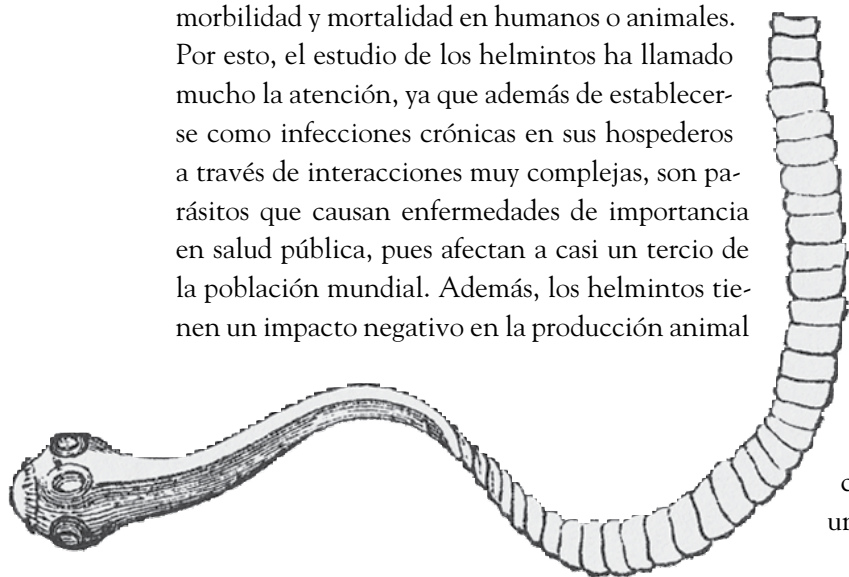 morbilidad y mortalidad en humanos o animales.
Por esto, el estudio de los helmintos ha llamado
mucho la atención, ya que además de establecer-
se como infecciones crónicas en sus hospederos
a través de interacciones muy complejas, son pa-
rásitos que causan enfermedades de importancia
en salud pública, pues afectan a casi un tercio de
la población mundial. Además, los helmintos tie-
nen un impacto negativo en la producción animal